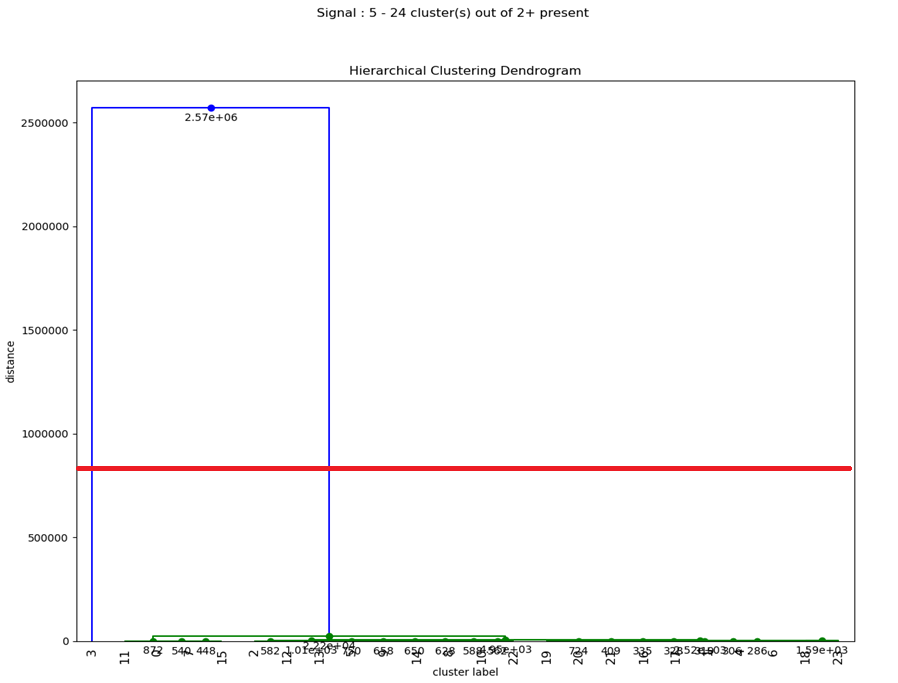 Signal : 5 - 24 cluster(s) out of 2+ present
Hierarchical Clustering Dendrogram
2500000
2.57e+06
2000000
distance
1500000
1000000
500000
0
872 540 448 582 1.01e+03 658 650 628 724 409 335 286 1.59e+03
3 11 0 7 15 2 12 13 5 9 14 8 10 22 19 20 21 16 4 6 18 23
cluster label